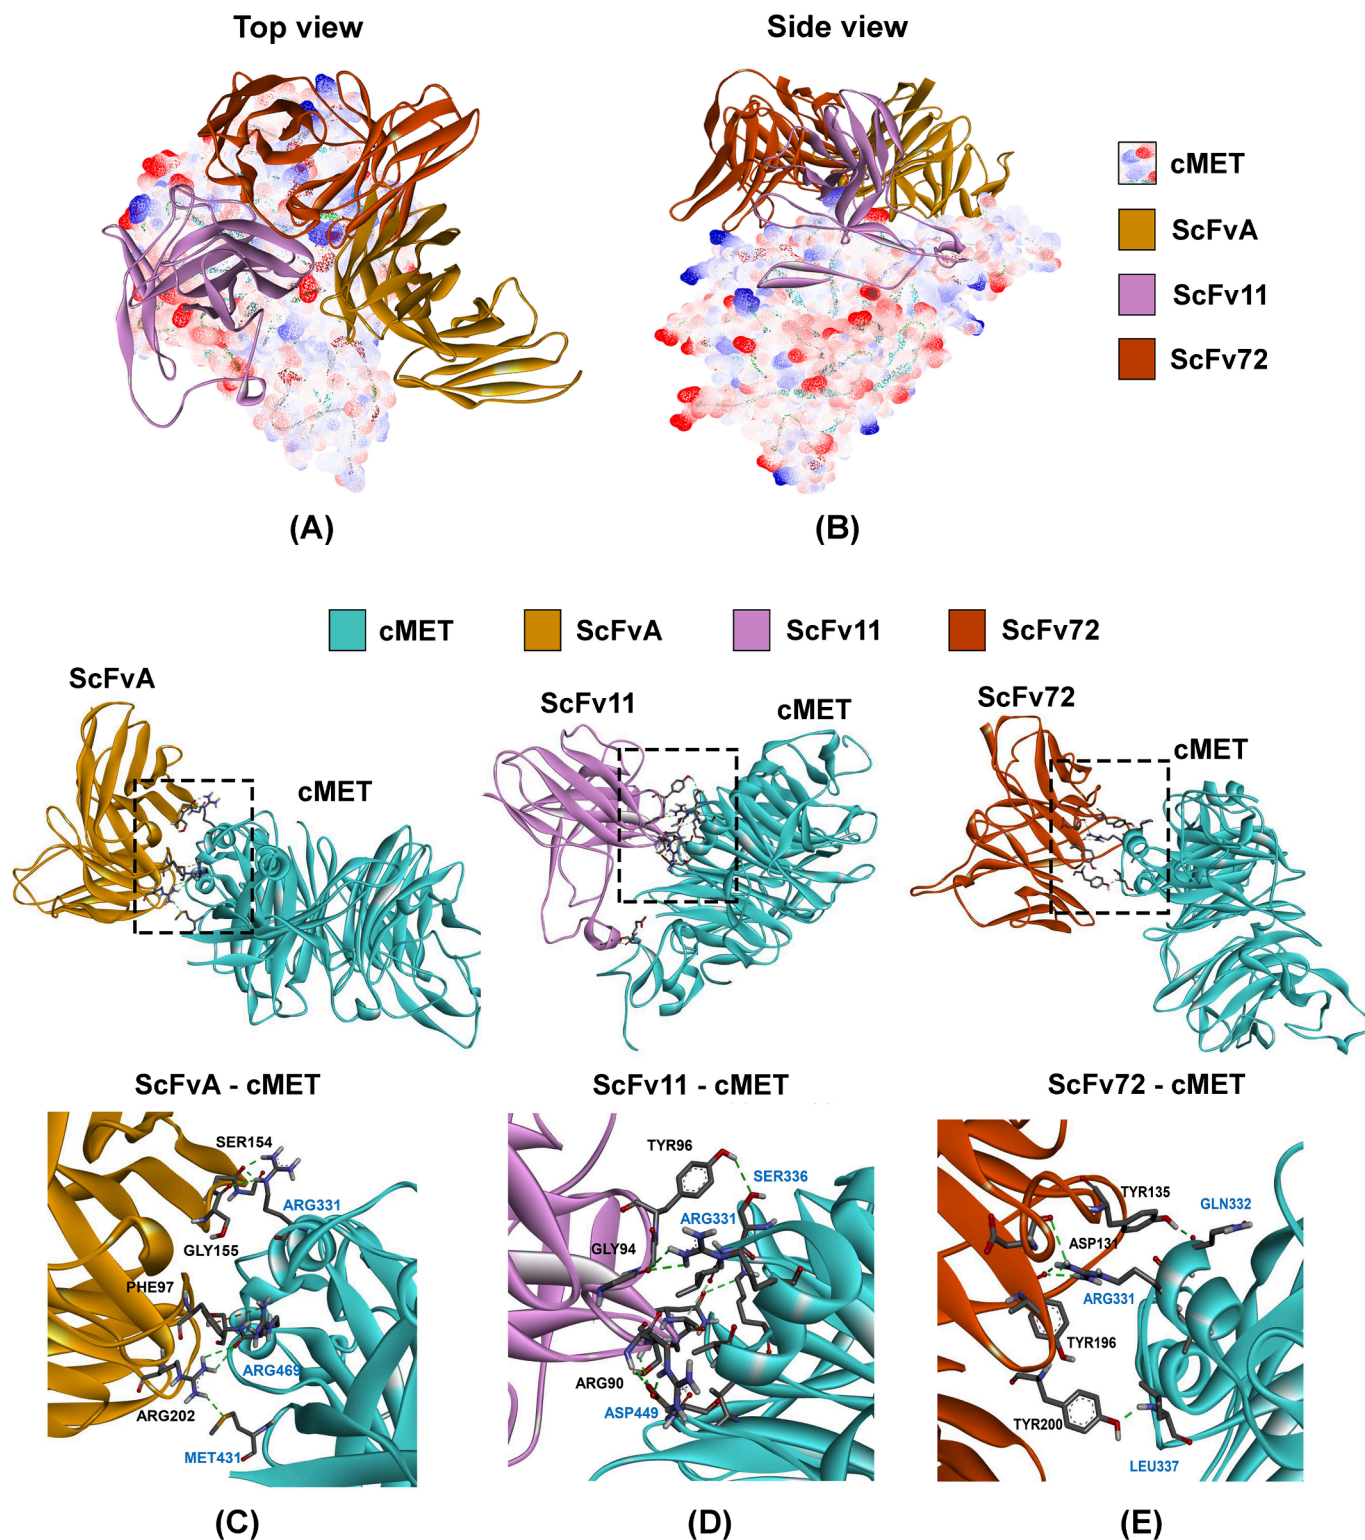 Top view
Side view
cMET
ScFvA
ScFv11
ScFv72
(A)
(B)
cMET
ScFvA
ScFv11
ScFv72
ScFvA
cMET
ScFv11
cMET
ScFv72
cMET
ScFvA - cMET
ScFv11 - cMET
ScFv72 - cMET
SER154
ARG331
GLY155
PHE97
ARG469
ARG202
MET431
TYR96
SER336
ARG331
GLY94
ARG90
ASP449
TYR135
GLN332
ASP131
ARG331
TYR196
TYR200
LEU337
(C)
(D)
(E)